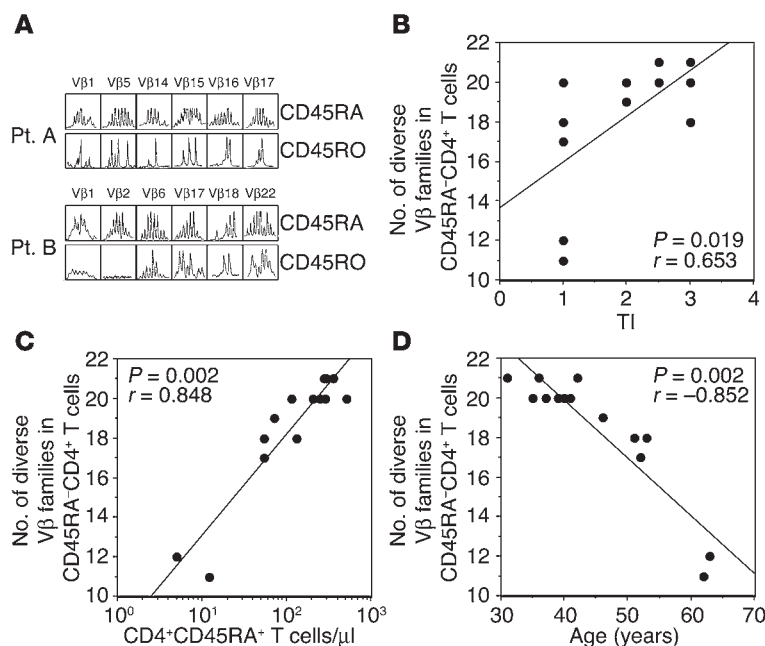 A
Vβ1 Vβ5 Vβ14 Vβ15 Vβ16 Vβ17
Pt. A
CD45RA
CD45RO
Vβ1 Vβ2 Vβ6 Vβ17 Vβ18 Vβ22
Pt. B
CD45RA
CD45RO
B
No. of diverse
Vβ families in
CD45RA⁻CD4⁺ T cells
22
20
18
16
14
12
10
P = 0.019
r = 0.653
0 1 2 3 4
TI
C
No. of diverse
Vβ families in
CD45RA⁻CD4⁺ T cells
22
20
18
16
14
12
10
P = 0.002
r = 0.848
10⁰ 10¹ 10² 10³
CD4⁺CD45RA⁺ T cells/µl
D
No. of diverse
Vβ families in
CD45RA⁻CD4⁺ T cells
22
20
18
16
14
12
10
P = 0.002
r = –0.852
30 40 50 60 70
Age (years)